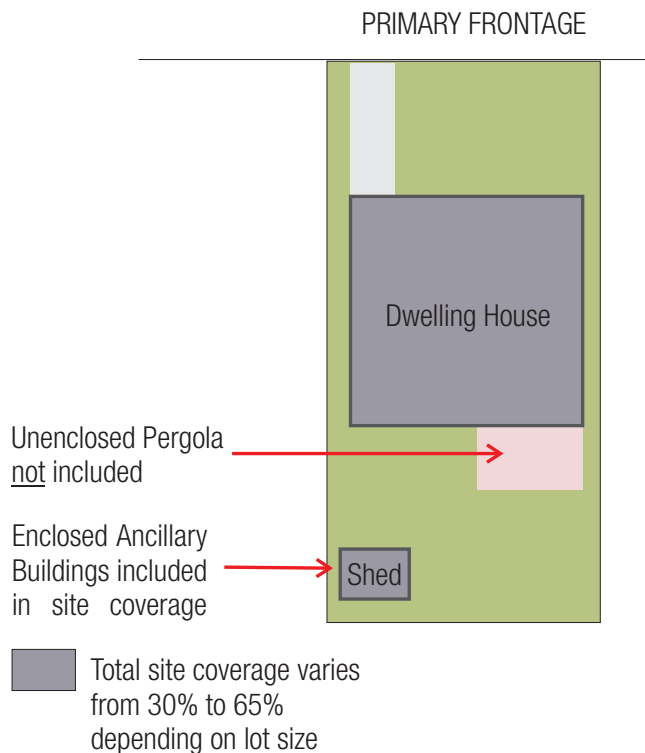 PRIMARY FRONTAGE
Dwelling House
Unenclosed Pergola
not included
Enclosed Ancillary
Buildings included
in site coverage
Shed
Total site coverage varies
from 30% to 65%
depending on lot size